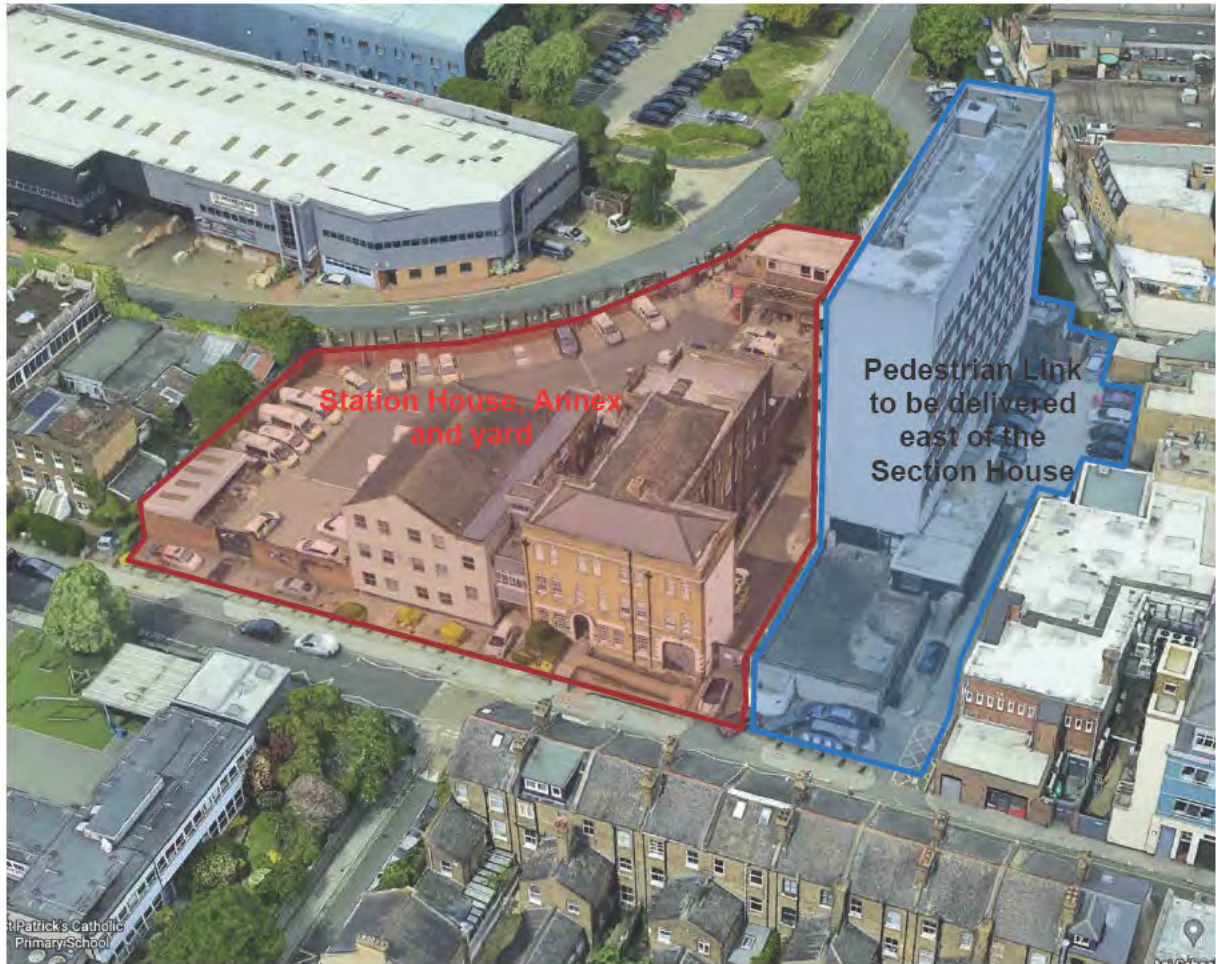 Station House, Annex
and yard
Pedestrian Link
to be delivered
east of the
Section House
St Patrick's Catholic
Primary School